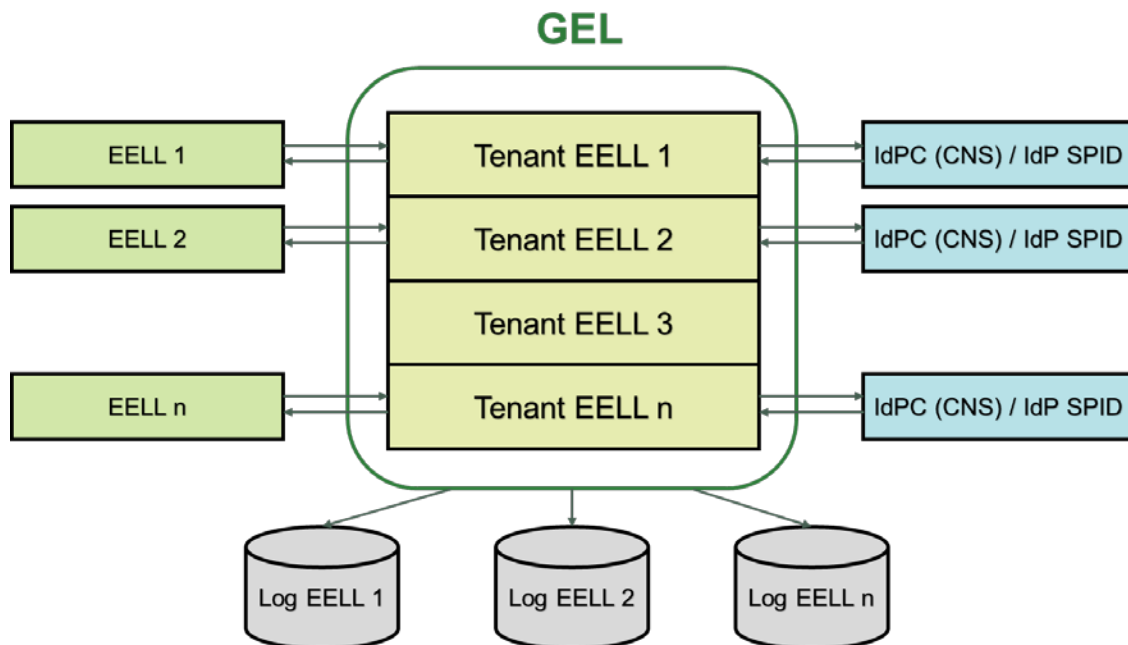 GEL
EELL 1
Tenant EELL 1
IdPC (CNS) / IdP SPID
EELL 2
Tenant EELL 2
IdPC (CNS) / IdP SPID
Tenant EELL 3
EELL n
Tenant EELL n
IdPC (CNS) / IdP SPID
Log EELL 1
Log EELL 2
Log EELL n